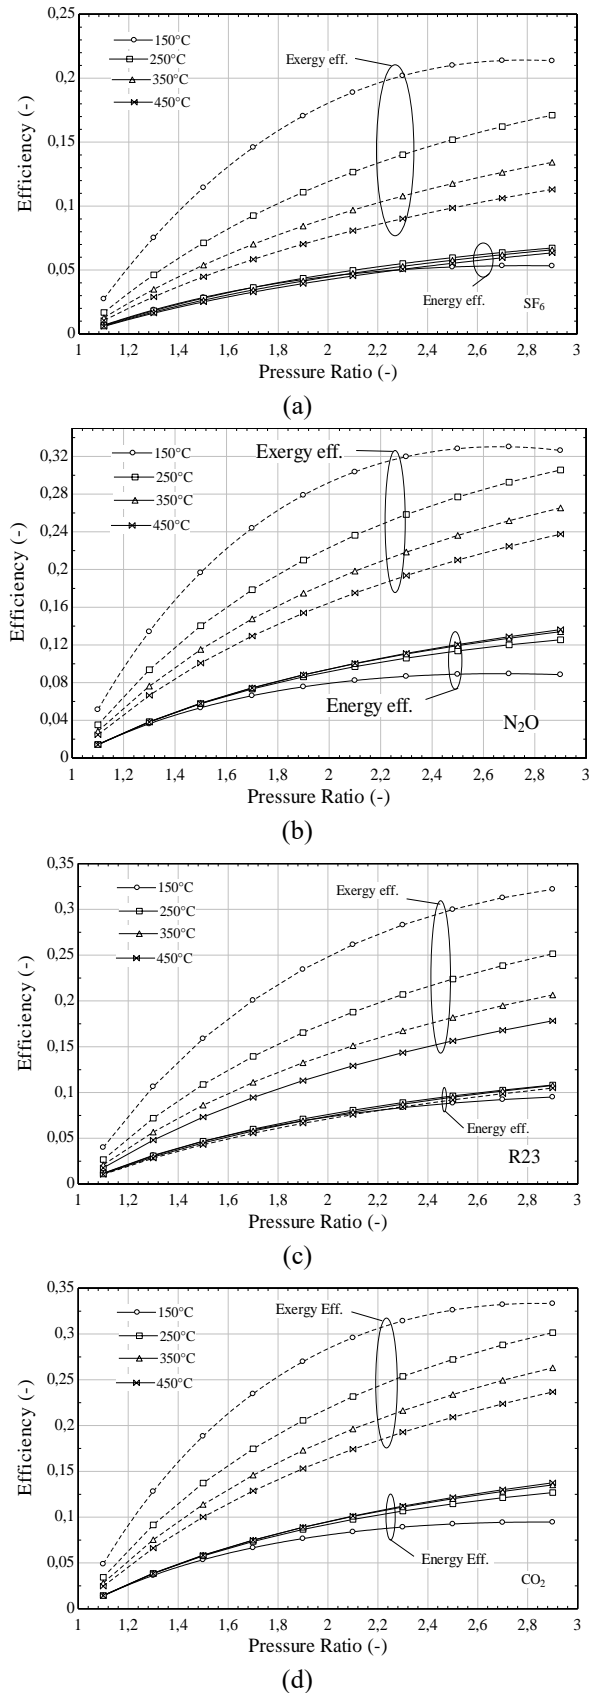 0,25
150°C
250°C
350°C
450°C
Exergy eff.
0,2
0,15
0,1
0,05
0
Efficiency (-)
Energy eff.
SF6
1 1,2 1,4 1,6 1,8 2 2,2 2,4 2,6 2,8 3
Pressure Ratio (-)
(a)
150°C
250°C
350°C
450°C
Exergy eff.
0,32
0,28
0,24
0,2
0,16
0,12
0,08
0,04
0
Efficiency (-)
Energy eff.
N2O
1 1,2 1,4 1,6 1,8 2 2,2 2,4 2,6 2,8 3
Pressure Ratio (-)
(b)
0,35
150°C
250°C
350°C
450°C
Exergy eff.
0,3
0,25
0,2
0,15
0,1
0,05
0
Efficiency (-)
Energy eff.
R23
1 1,2 1,4 1,6 1,8 2 2,2 2,4 2,6 2,8 3
Pressure Ratio (-)
(c)
0,35
150°C
250°C
350°C
450°C
Exergy Eff.
0,3
0,25
0,2
0,15
0,1
0,05
0
Efficiency (-)
Energy Eff.
CO2
1 1,2 1,4 1,6 1,8 2 2,2 2,4 2,6 2,8 3
Pressure Ratio (-)
(d)